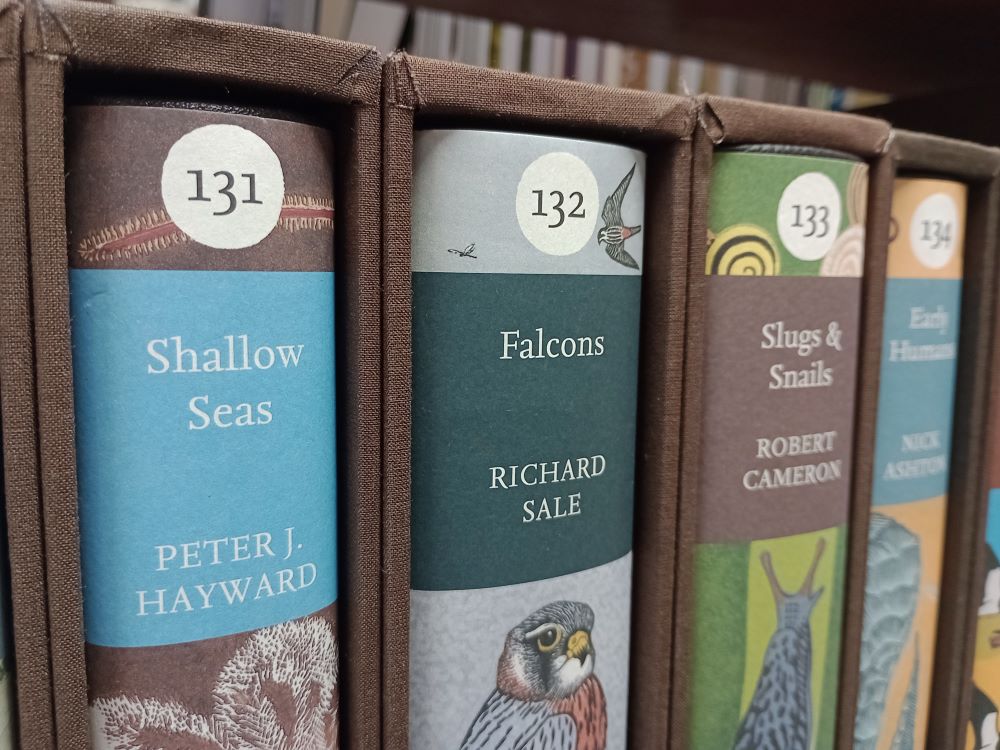 131
Shallow
Seas
PETER J.
HAYWARD
132
Falcons
RICHARD
SALE
133
Slugs &
Snails
ROBERT
CAMERON
134
Early
Humans
NICK
ASHTON